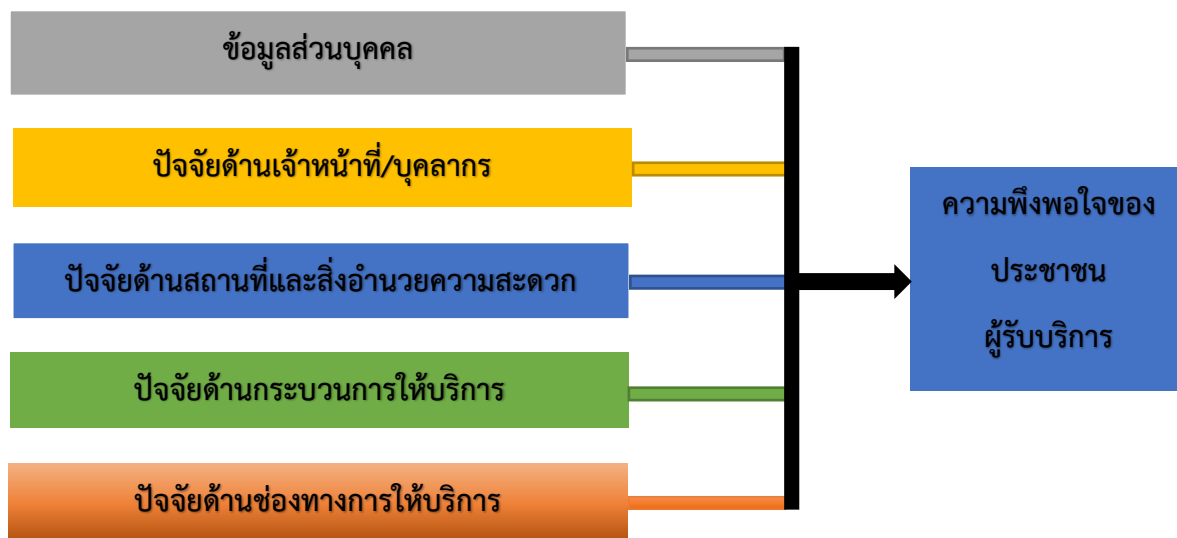 ข้อมูลส่วนบุคคล
ปัจจัยด้านเจ้าหน้าที่/บุคลากร
ปัจจัยด้านสถานที่และสิ่งอำนวยความสะดวก
ปัจจัยด้านกระบวนการให้บริการ
ปัจจัยด้านช่องทางการให้บริการ
ความพึงพอใจของ
ประชาชน
ผู้รับบริการ